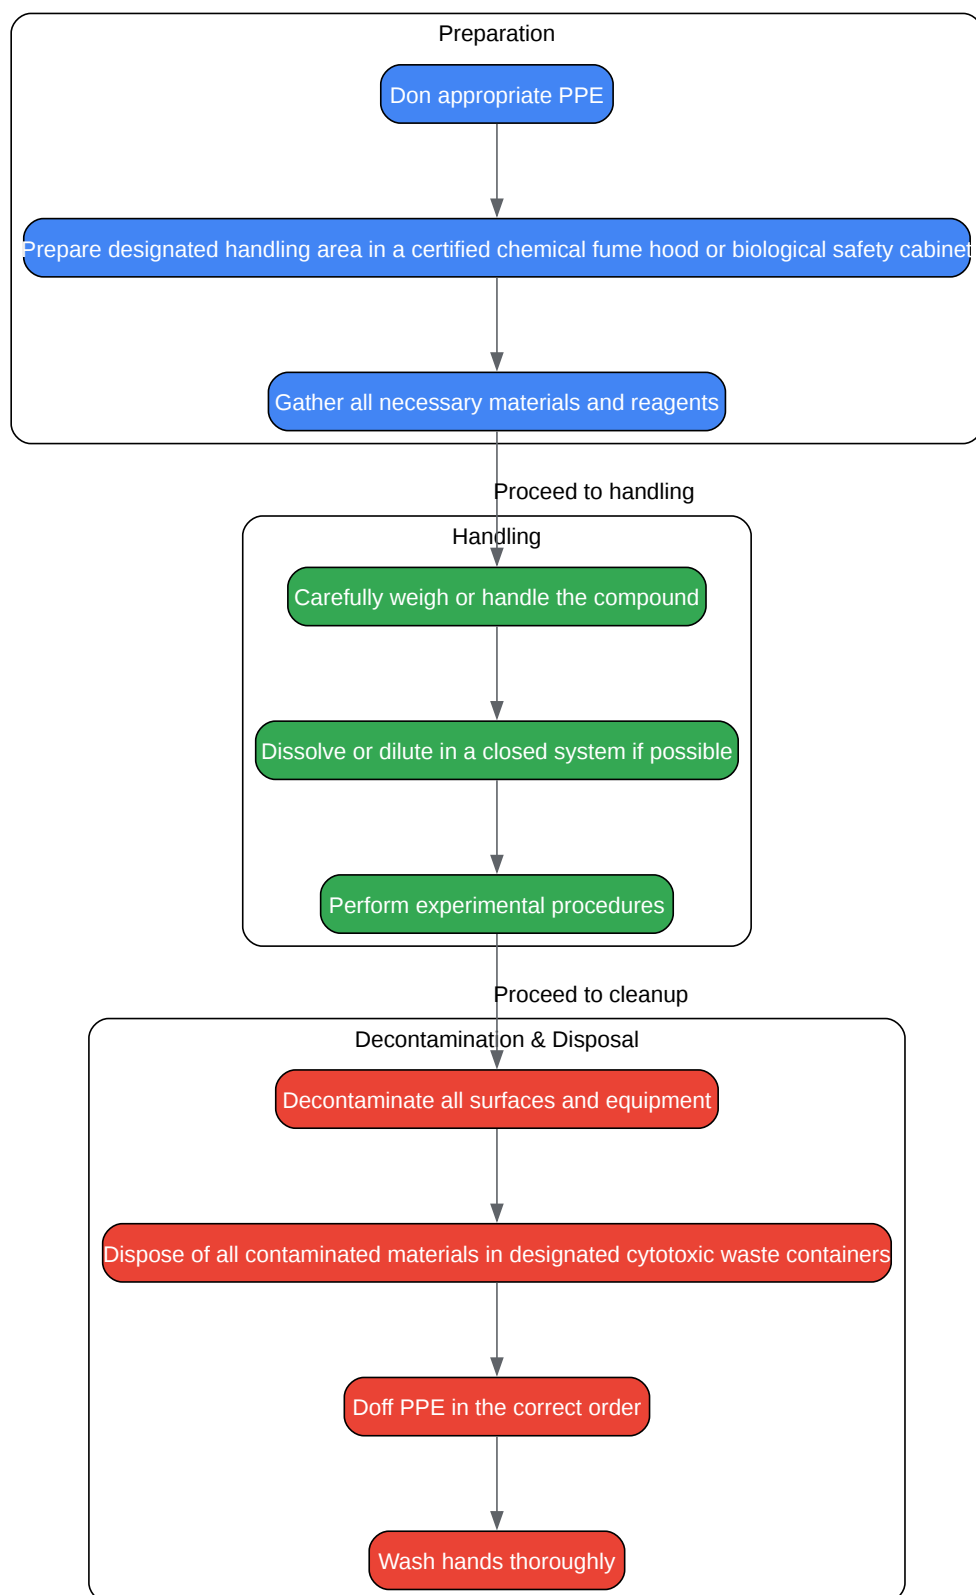 Preparation
Don appropriate PPE
Prepare designated handling area in a certified chemical fume hood or biological safety cabinet
Gather all necessary materials and reagents
Proceed to handling
Handling
Carefully weigh or handle the compound
Dissolve or dilute in a closed system if possible
Perform experimental procedures
Proceed to cleanup
Decontamination & Disposal
Decontaminate all surfaces and equipment
Dispose of all contaminated materials in designated cytotoxic waste containers
Doff PPE in the correct order
Wash hands thoroughly